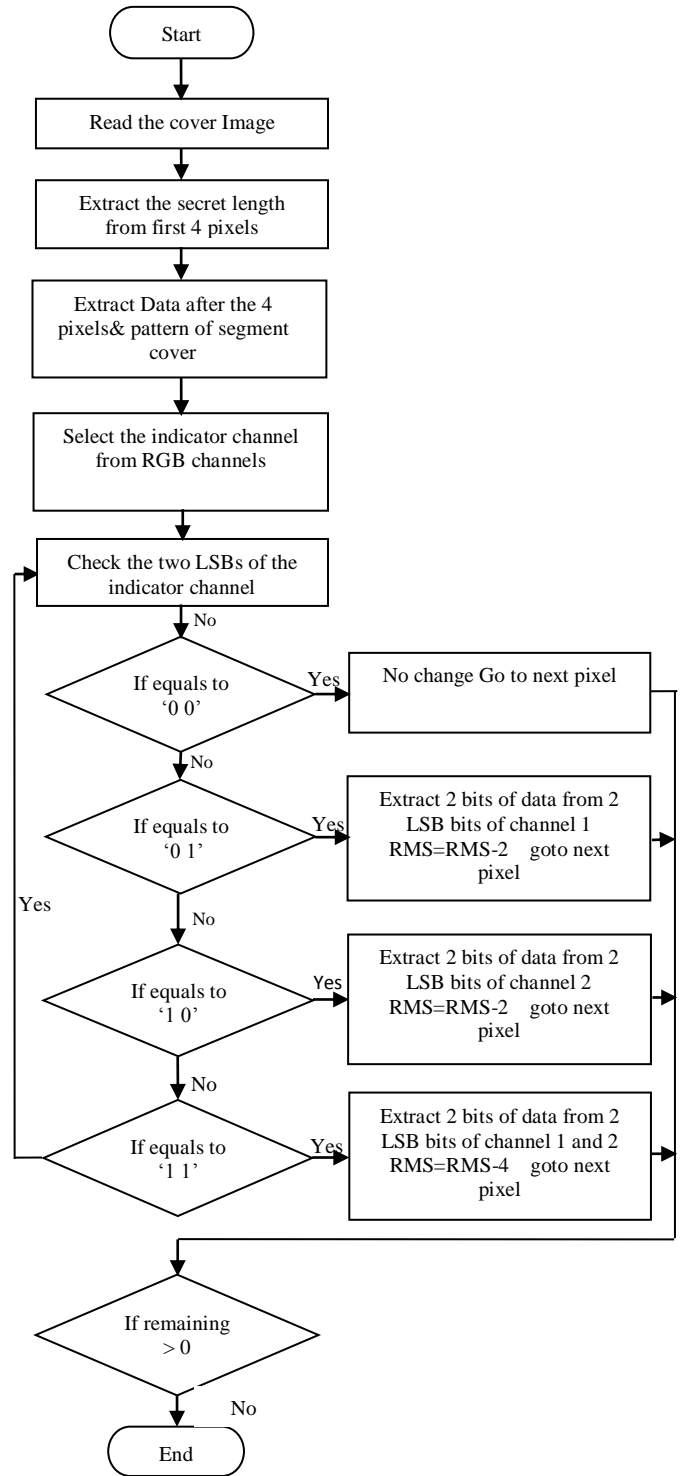 Start
Read the cover Image
Extract the secret length
from first 4 pixels
Extract Data after the 4
pixels& pattern of segment
cover
Select the indicator channel
from RGB channels
Check the two LSBs of the
indicator channel
No
If equals to
‘0 0’
Yes
No change Go to next pixel
No
If equals to
‘0 1’
Yes
Extract 2 bits of data from 2
LSB bits of channel 1
RMS=RMS-2 goto next
pixel
Yes
No
If equals to
‘1 0’
Yes
Extract 2 bits of data from 2
LSB bits of channel 2
RMS=RMS-2 goto next
pixel
No
If equals to
‘1 1’
Yes
Extract 2 bits of data from 2
LSB bits of channel 1 and 2
RMS=RMS-4 goto next
pixel
If remaining
> 0
No
End